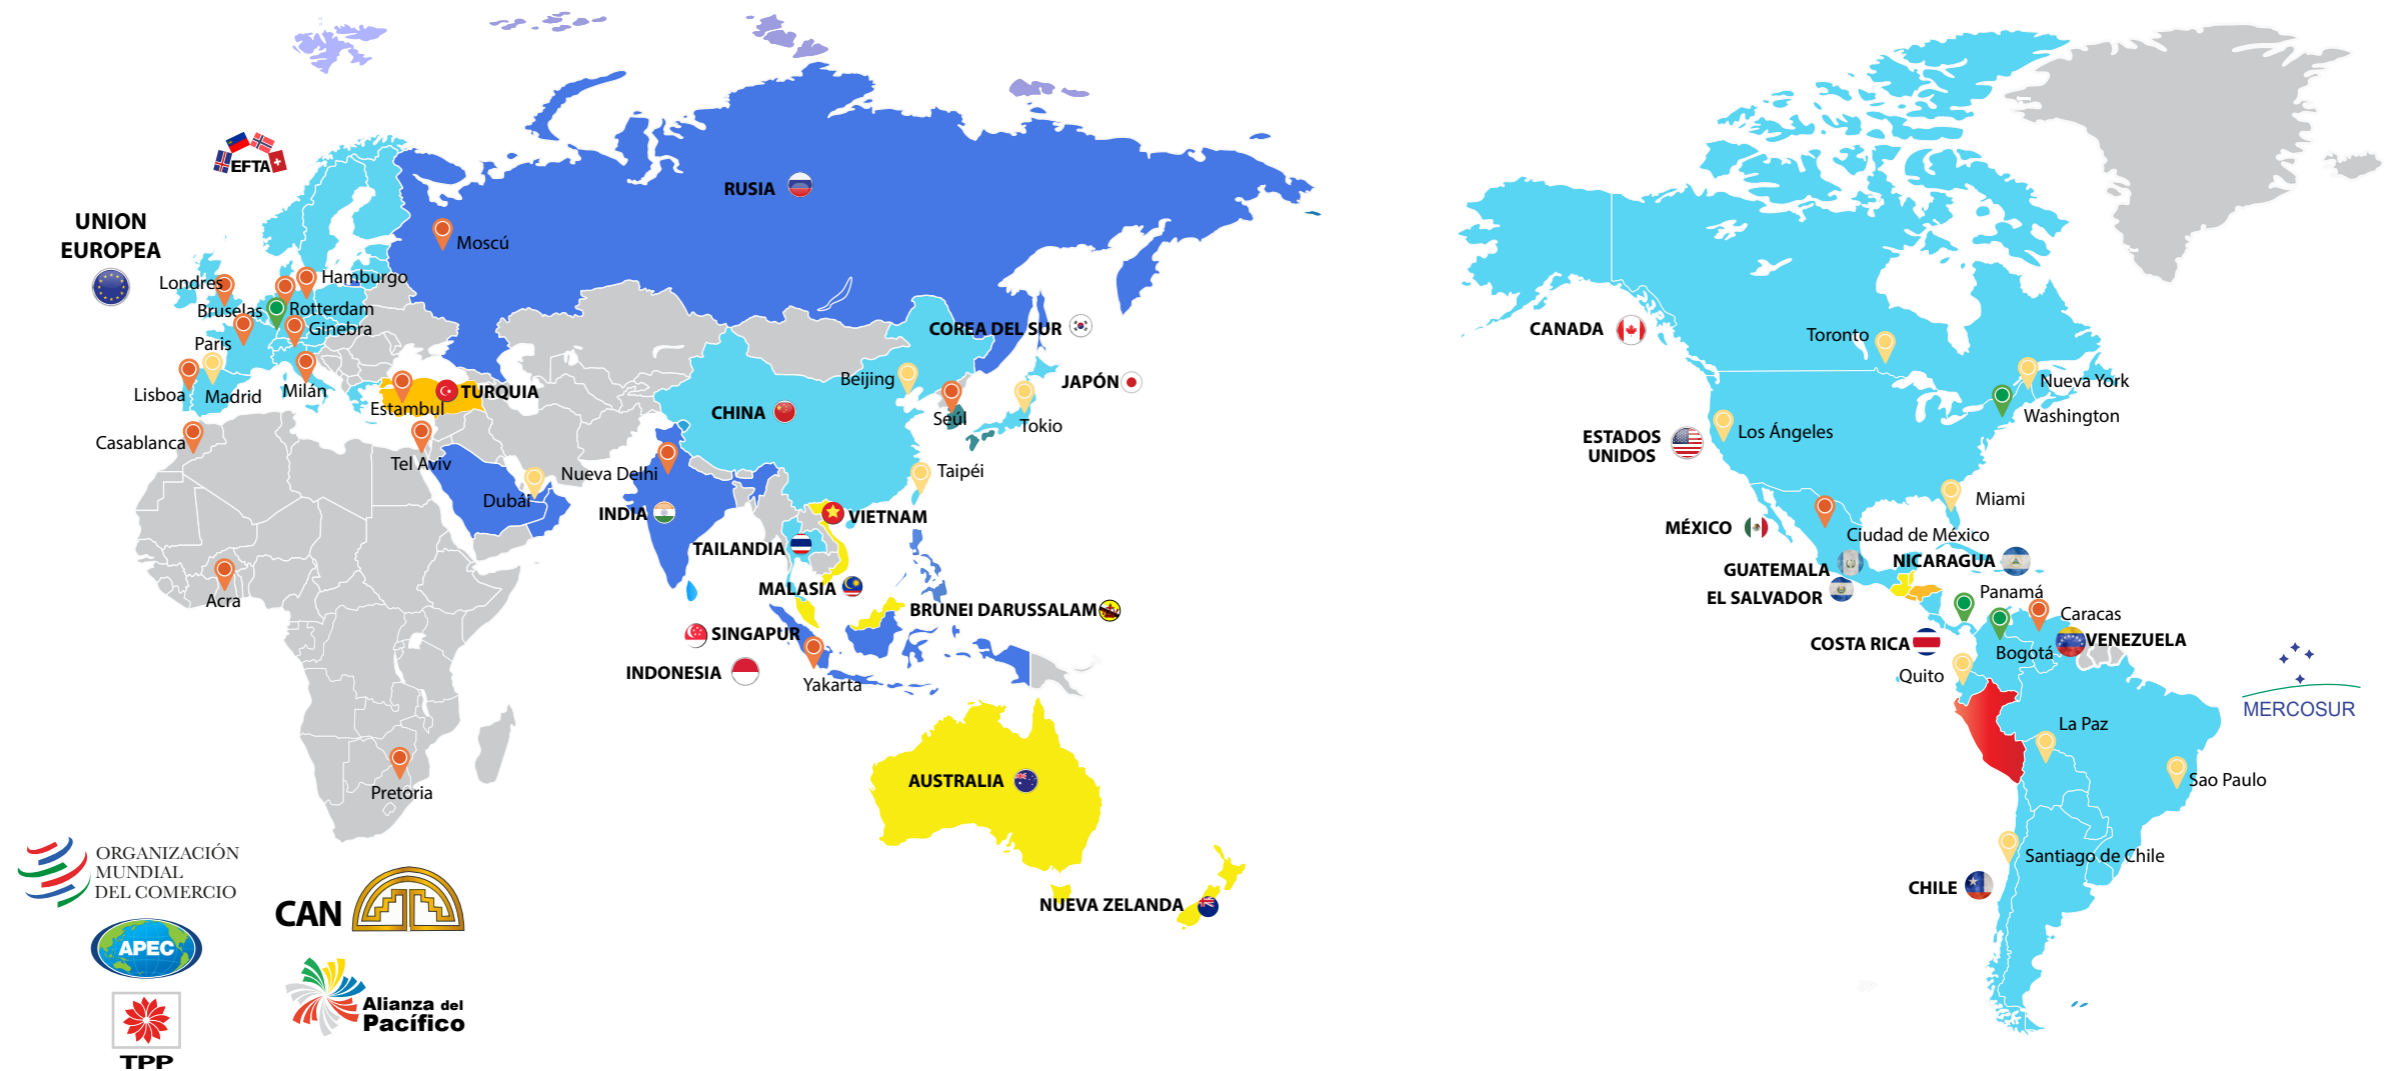 EFTA
UNION
EUROPEA
RUSIA
Moscú
Londres
Hamburgo
Bruselas
Rotterdam
Ginebra
Paris
Lisboa
Madrid
Milán
Estambul
TURQUIA
Casablanca
Tel Aviv
Dubái
Nueva Delhi
INDIA
Acra
Pretoria
CHINA
Beijing
COREA DEL SUR
Seúl
JAPÓN
Tokio
Taipéi
VIETNAM
TAILANDIA
MALASIA
BRUNEI DARUSSALAM
SINGAPUR
INDONESIA
Yakarta
AUSTRALIA
NUEVA ZELANDA
CANADA
Toronto
Nueva York
Washington
Los Ángeles
ESTADOS
UNIDOS
Miami
MÉXICO
Ciudad de México
GUATEMALA
NICARAGUA
EL SALVADOR
Panamá
Caracas
COSTA RICA
VENEZUELA
Bogotá
Quito
MERCOSUR
La Paz
Sao Paulo
Santiago de Chile
CHILE
ORGANIZACIÓN
MUNDIAL
DEL COMERCIO
CAN
APEC
Alianza del
Pacífico
TPP